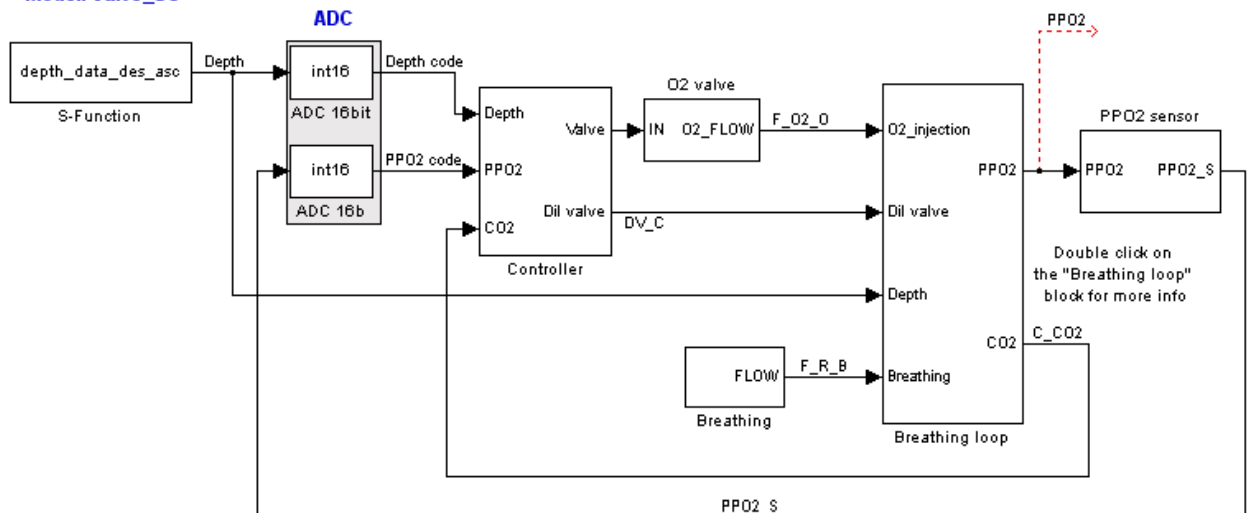 ADC
PPO2
depth_data_des_asc
S-Function
Depth
int16
ADC 16bit
Depth code
int16
ADC 16b
PPO2 code
Depth
PPO2
CO2
Valve
Dil valve
Controller
DV_C
O2 valve
IN
O2_FLOW
F_O2_O
O2_injection
Dil valve
Depth
Breathing
PPO2
CO2
Breathing loop
PPO2 sensor
PPO2
PPO2_S
Double click on
the "Breathing loop"
block for more info
C_CO2
FLOW
F_R_B
Breathing
PPO2_S